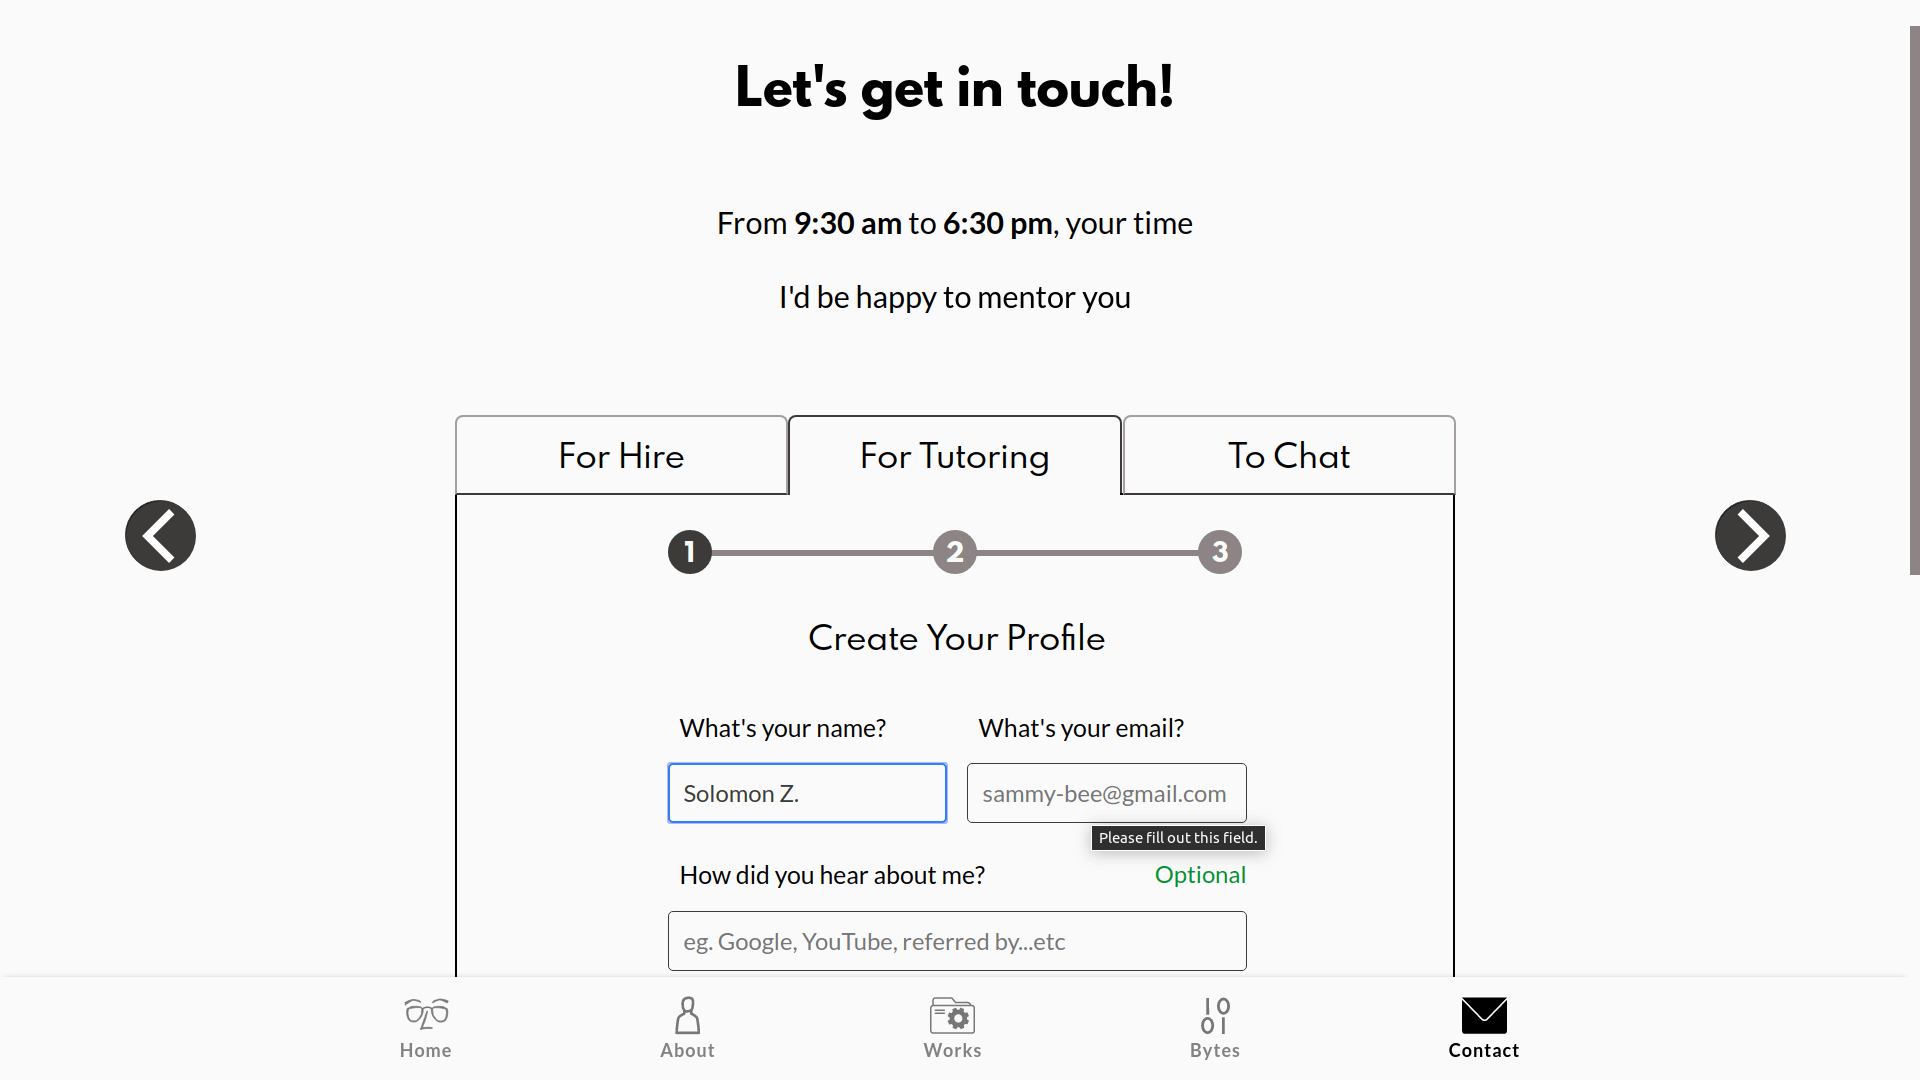 Let's get in touch!
From 9:30 am to 6:30 pm, your time
I'd be happy to mentor you
For Hire
For Tutoring
To Chat
1
2
3
Create Your Profile
What's your name?
What's your email?
Solomon Z.
sammy-bee@gmail.com
Please fill out this field.
How did you hear about me?
Optional
eg. Google, YouTube, referred by...etc
Home
About
Works
Bytes
Contact